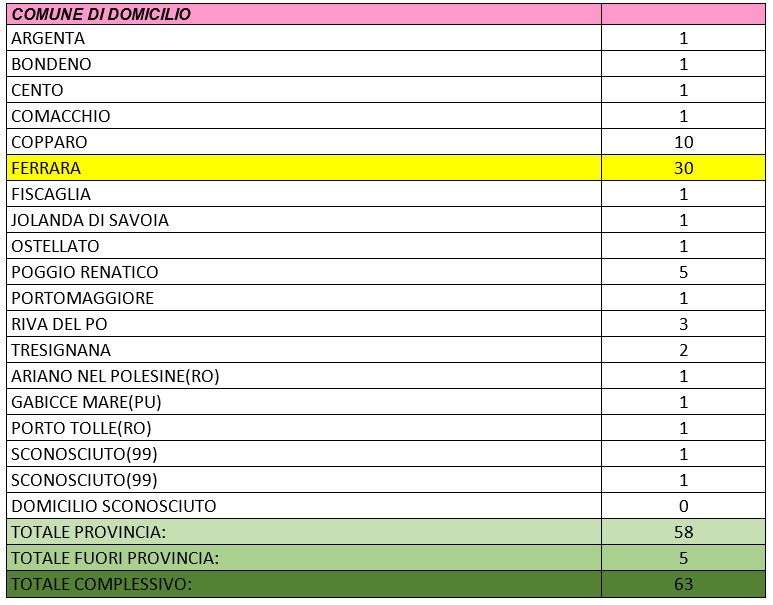 COMUNE DI DOMICILIO
ARGENTA 1
BONDENO 1
CENTO 1
COMACCHIO 1
COPPARO 10
FERRARA 30
FISCAGLIA 1
JOLANDA DI SAVOIA 1
OSTELLATO 1
POGGIO RENATICO 5
PORTOMAGGIORE 1
RIVA DEL PO 3
TRESIGNANA 2
ARIANO NEL POLESINE(RO) 1
GABICCE MARE(PU) 1
PORTO TOLLE(RO) 1
SCONOSCIUTO(99) 1
SCONOSCIUTO(99) 1
DOMICILIO SCONOSCIUTO 0
TOTALE PROVINCIA: 58
TOTALE FUORI PROVINCIA: 5
TOTALE COMPLESSIVO: 63